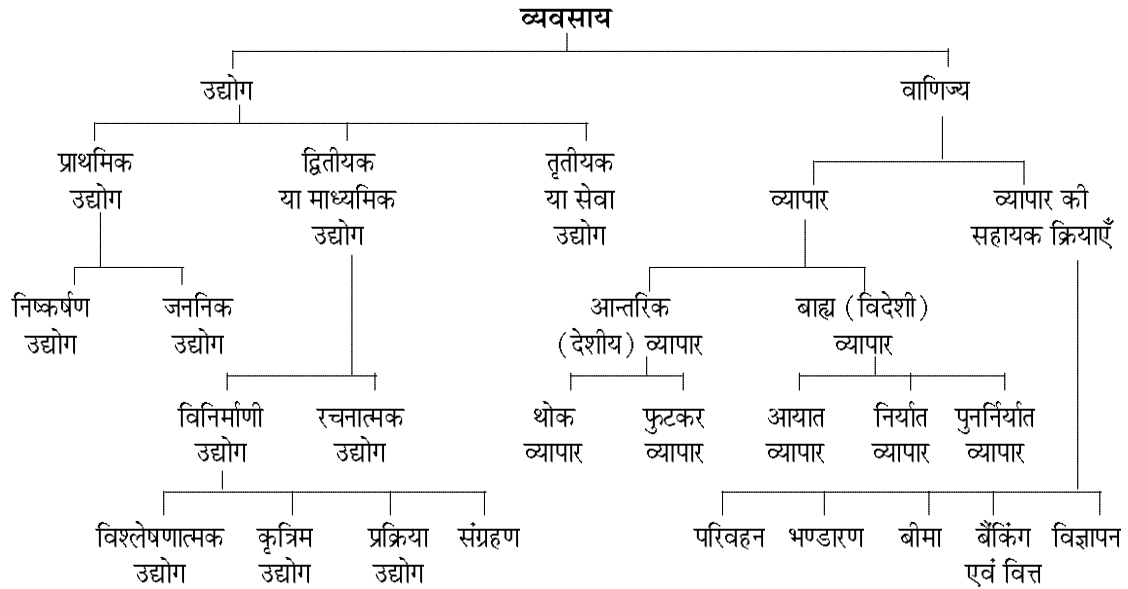 व्यवसाय
उद्योग
वाणिज्य
प्राथमिक
उद्योग
द्वितीयक
या माध्यमिक
उद्योग
तृतीयक
या सेवा
उद्योग
व्यापार
व्यापार की
सहायक क्रियाएँ
निष्कर्षण
उद्योग
जननिक
उद्योग
आन्तरिक
(देशीय) व्यापार
बाह्य (विदेशी)
व्यापार
विनिर्माणी
उद्योग
रचनात्मक
उद्योग
थोक
व्यापार
फुटकर
व्यापार
आयात
व्यापार
निर्यात
व्यापार
पुनर्निर्यात
व्यापार
विश्लेषणात्मक
उद्योग
कृत्रिम
उद्योग
प्रक्रिया
उद्योग
संग्रहण
परिवहन
भण्डारण
बीमा
बैंकिंग
एवं वित्त
विज्ञापन